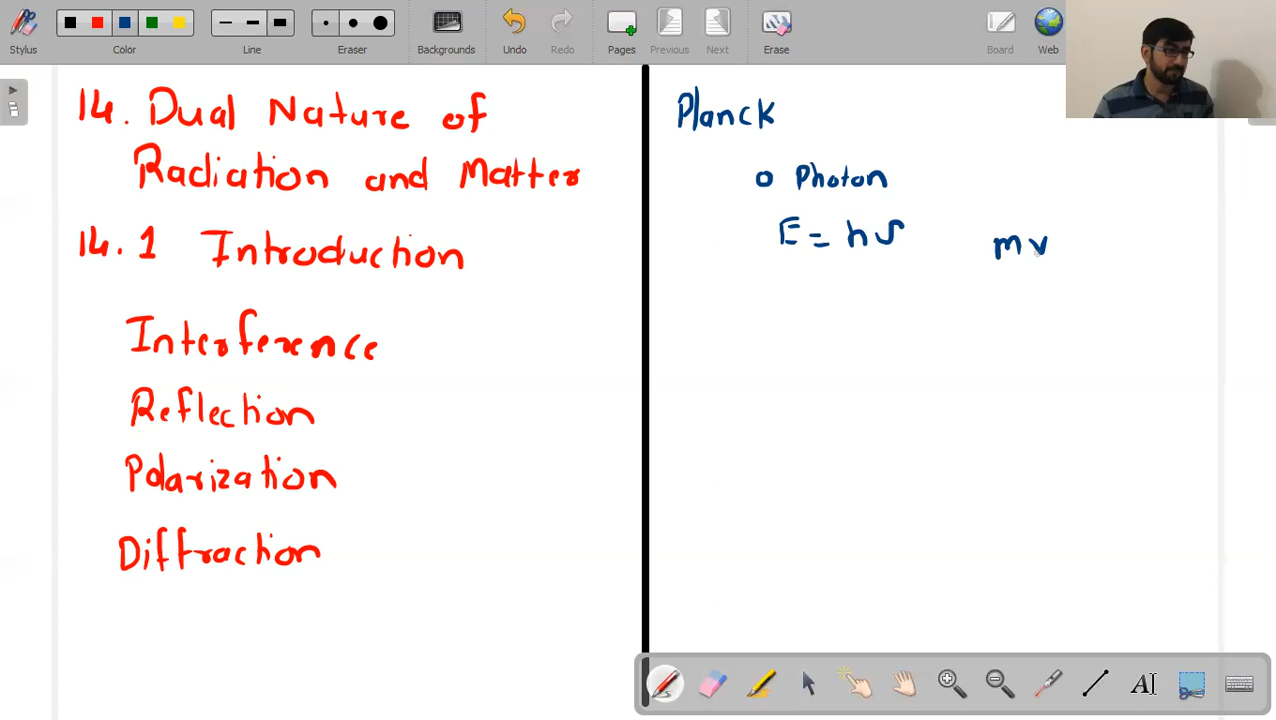 Stylus
Color
Line
Eraser
Backgrounds
Undo
Redo
Pages
Previous
Next
Erase
Board
Web
14. Dual Nature of
Radiation and Matter
14.1 Introduction
Interference
Reflection
Polarization
Diffraction
Planck
o Photon
E = hν
mv
AI